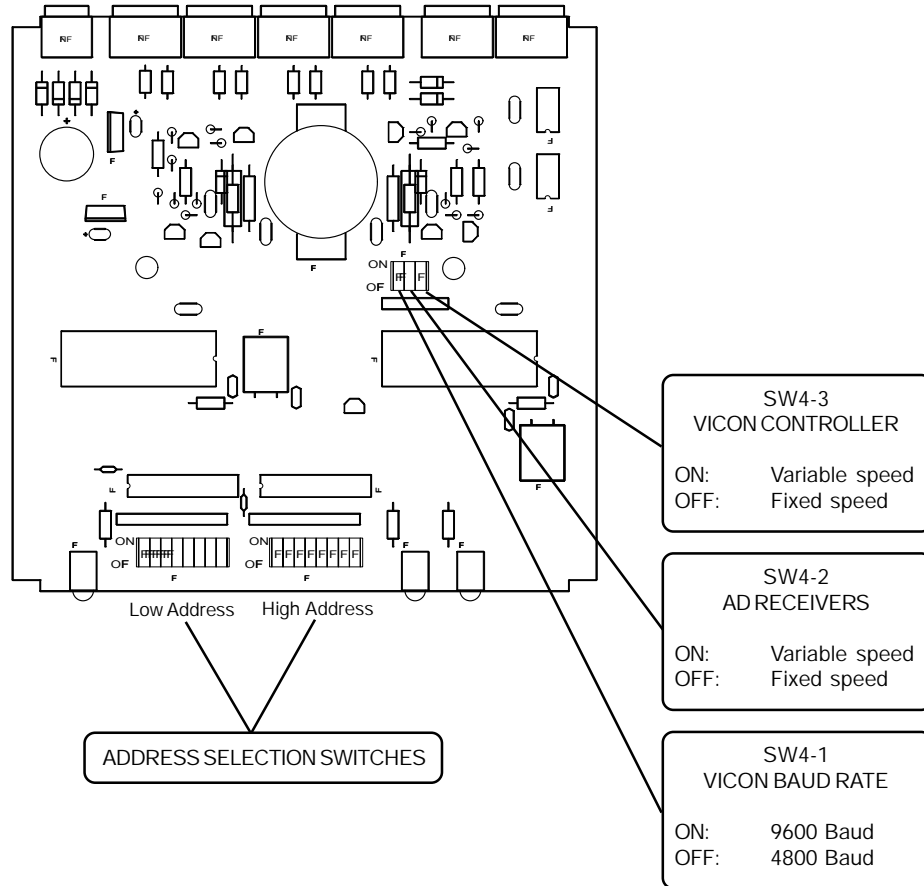 RF RF RF RF RF RF RF
+
F
F
F
F
F
F
+
+
F
F
ON
OF
FF F
F
F
F
F
F
F
F
F
F
F
F
F
ON
OF
FFFFF
F
ON
OF
F F F F F F F F
F
Low Address High Address
ADDRESS SELECTION SWITCHES
SW4-3
VICON CONTROLLER
ON: Variable speed
OFF: Fixed speed
SW4-2
AD RECEIVERS
ON: Variable speed
OFF: Fixed speed
SW4-1
VICON BAUD RATE
ON: 9600 Baud
OFF: 4800 Baud